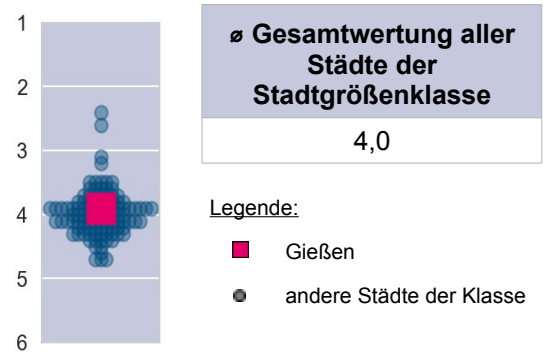 1
2
3
4
5
6
ø Gesamtwertung aller
Städte der
Stadtgrößenklasse
4,0
Legende:
Gießen
andere Städte der Klasse